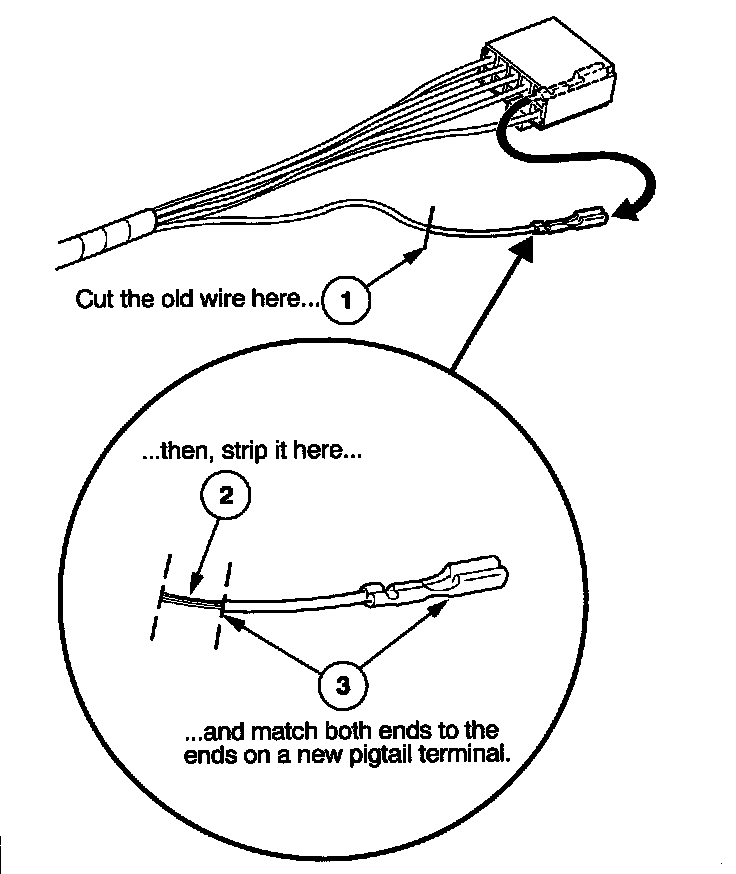 Cut the old wire here... 1
...then, strip it here...
2
3
...and match both ends to the
ends on a new pigtail terminal.